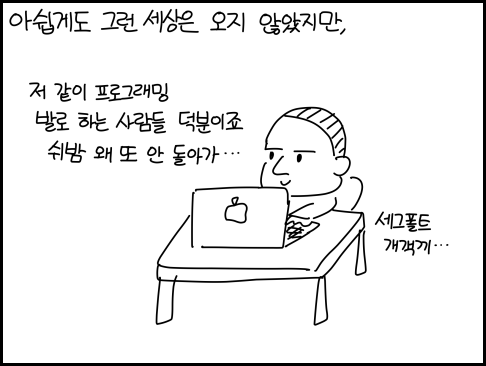 아쉽게도 그런 세상은 오지 않았지만,
저 같이 프로그래밍
발로 하는 사람들 덕분이죠
쉬밤 왜 또 안 돌아가…
세그폴트
개객끼…